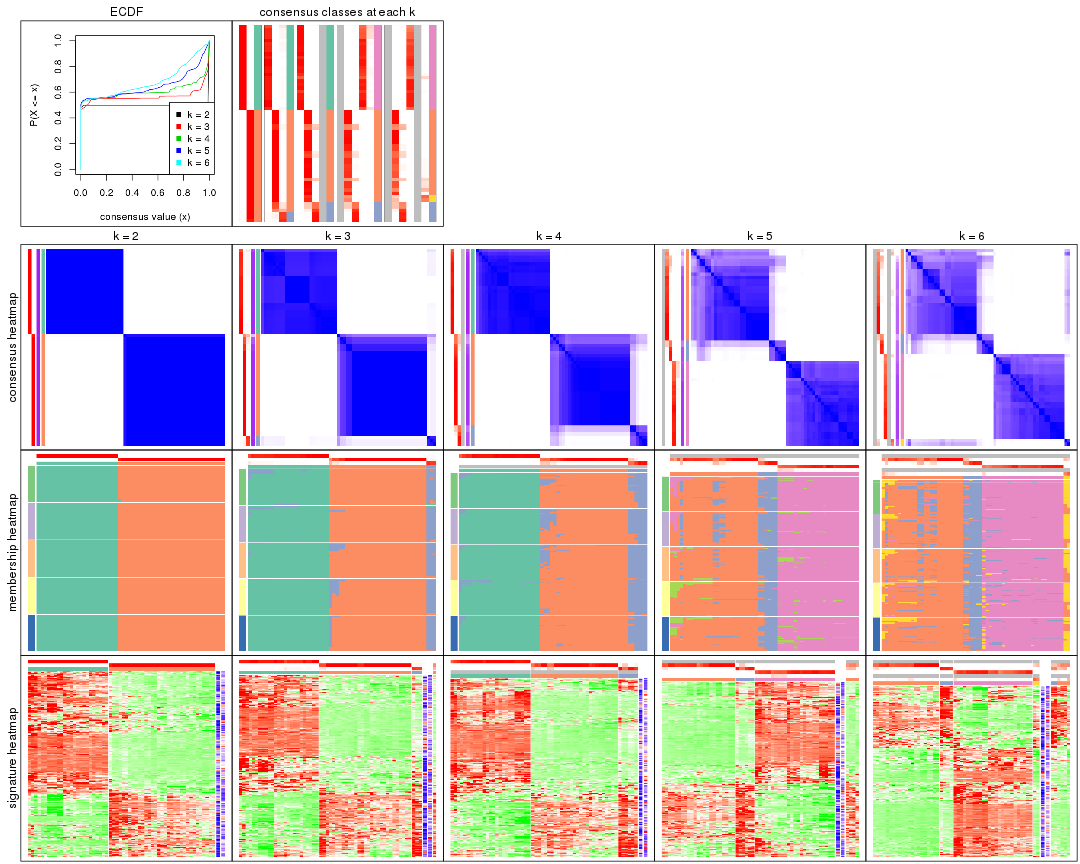 ECDF
consensus classes at each k
P(X <= x)
0.0 0.2 0.4 0.6 0.8 1.0
k = 2
k = 3
k = 4
k = 5
k = 6
0.0 0.2 0.4 0.6 0.8 1.0
consensus value (x)
k = 2
k = 3
k = 4
k = 5
k = 6
consensus heatmap
membership heatmap
signature heatmap